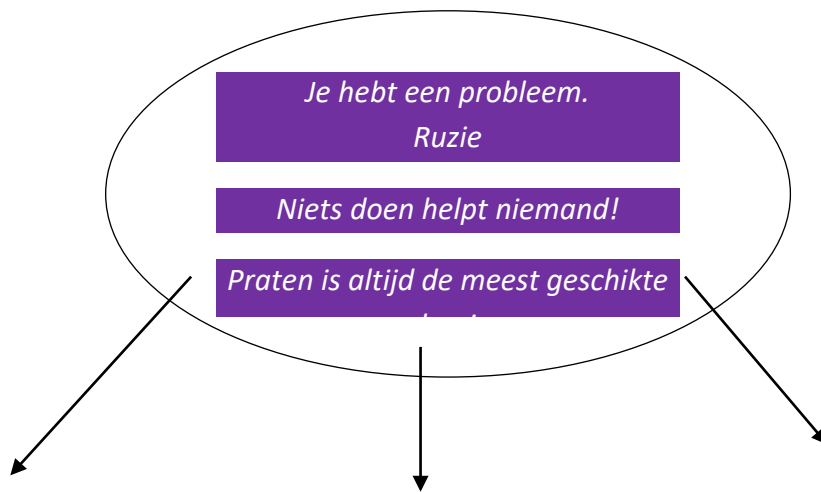 Je hebt een probleem.
Ruzie
Niets doen helpt niemand!
Praten is altijd de meest geschikte